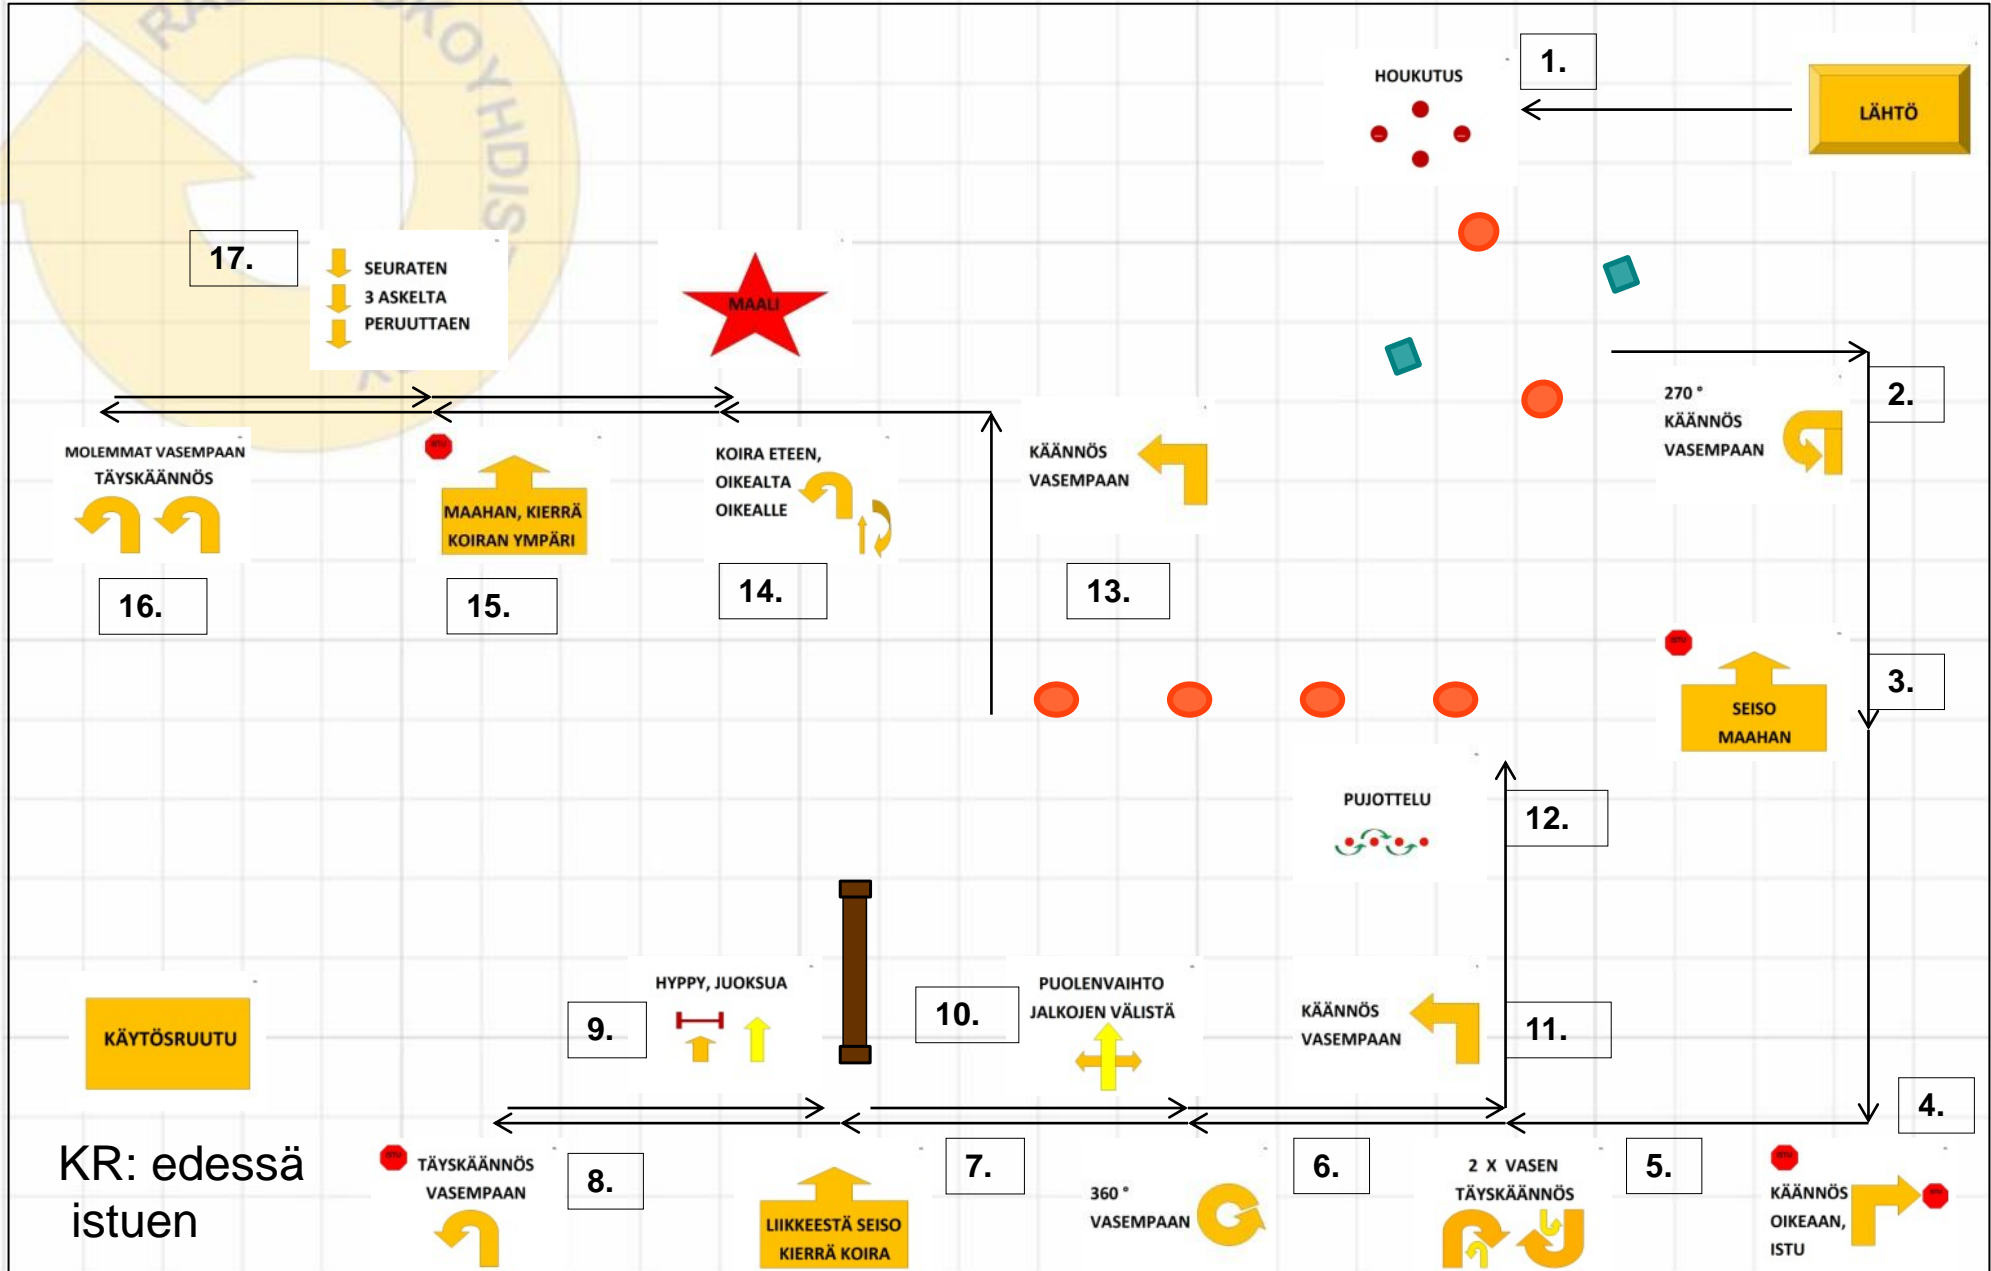 1.
HOUKUTUS
LÄHTÖ
17.
SEURATEN
3 ASKELTA
PERUUTTAEN
MAALI
2.
270 °
KÄÄNNÖS
VASEMPAAN
MOLEMMAT VASEMPAAN
TÄYSKÄÄNNÖS
16.
MAAHAN, KIERRÄ
KOIRAN YMPÄRI
15.
KOIRA ETEEN,
OIKEALTA
OIKEALLE
14.
KÄÄNNÖS
VASEMPAAN
13.
3.
SEISO
MAAHAN
PUJOTTELU
12.
KÄYTÖSRUUTU
9.
HYPPY, JUOKSUA
10.
PUOLENVAIHTO
JALKOJEN VÄLISTÄ
KÄÄNNÖS
VASEMPAAN
11.
4.
KR: edessä
istuen
ISTU
TÄYSKÄÄNNÖS
VASEMPAAN
8.
LIIKKEESTÄ SEISO
KIERRÄ KOIRA
7.
360 °
VASEMPAAN
6.
2 X VASEN
TÄYSKÄÄNNÖS
5.
ISTU
KÄÄNNÖS
OIKEAAN,
ISTU